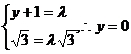 { y + 1 = λ
√3 = λ√3 ∴ y = 0